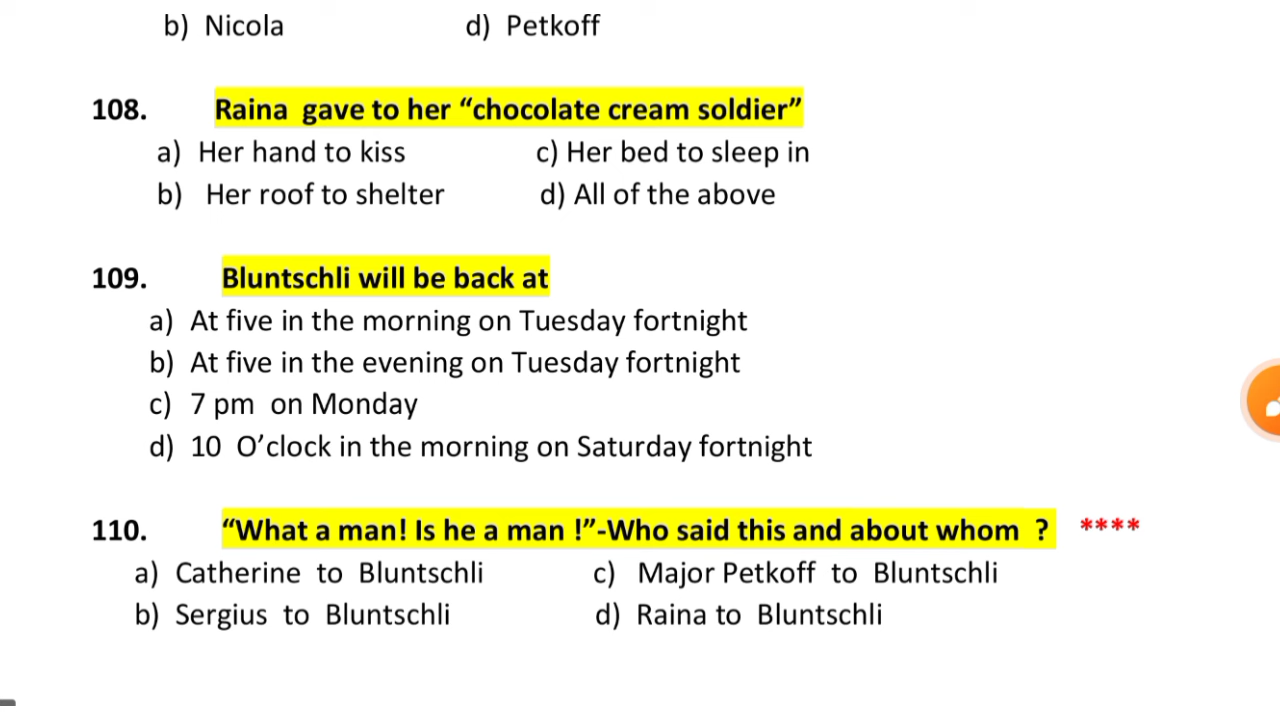 b) Nicola d) Petkoff
108. Raina gave to her “chocolate cream soldier”
a) Her hand to kiss c) Her bed to sleep in
b) Her roof to shelter d) All of the above
109. Bluntschli will be back at
a) At five in the morning on Tuesday fortnight
b) At five in the evening on Tuesday fortnight
c) 7 pm on Monday
d) 10 O’clock in the morning on Saturday fortnight
110. “What a man! Is he a man !”-Who said this and about whom ? ****
a) Catherine to Bluntschli c) Major Petkoff to Bluntschli
b) Sergius to Bluntschli d) Raina to Bluntschli